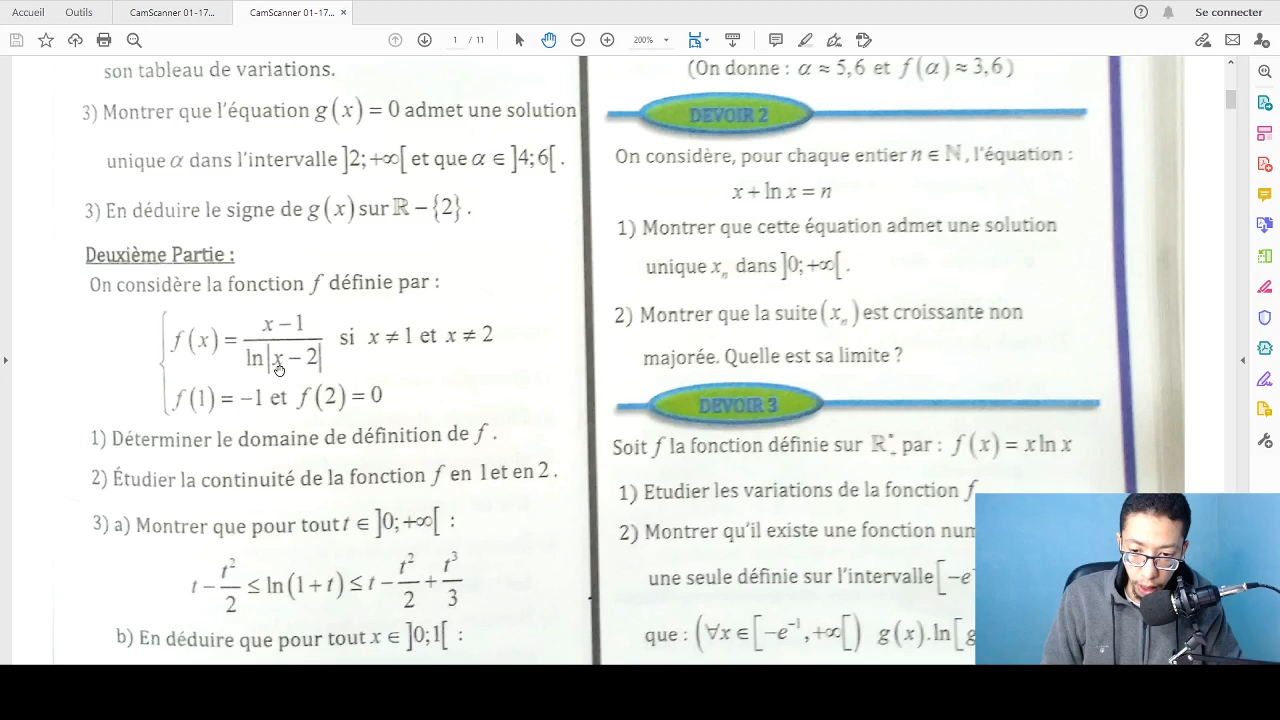 Accueil
Outils
CamScanner 01-17...
CamScanner 01-17...
Se connecter
1 / 11
200%
son tableau de variations.
3) Montrer que l'équation g(x) = 0 admet une solution
unique α dans l'intervalle ]2;+∞[ et que α ∈ ]4;6[ .
3) En déduire le signe de g(x) sur ℝ − {2} .
Deuxième Partie :
On considère la fonction f définie par :
f(x) = (x − 1)/(ln|x − 2|) si x ≠ 1 et x ≠ 2
f(1) = −1 et f(2) = 0
1) Déterminer le domaine de définition de f .
2) Étudier la continuité de la fonction f en 1 et en 2 .
3) a) Montrer que pour tout t ∈ ]0;+∞[ :
t − t²/2 ≤ ln(1 + t) ≤ t − t²/2 + t³/3
b) En déduire que pour tout x ∈ ]0;1[ :
(On donne : α ≈ 5,6 et f(α) ≈ 3,6)
DEVOIR 2
On considère, pour chaque entier n ∈ ℕ, l'équation :
x + ln x = n
1) Montrer que cette équation admet une solution
unique xₙ dans ]0;+∞[ .
2) Montrer que la suite (xₙ) est croissante non
majorée. Quelle est sa limite ?
DEVOIR 3
Soit f la fonction définie sur ℝ*₊ par : f(x) = x ln x
1) Etudier les variations de la fonction f
2) Montrer qu'il existe une fonction num
une seule définie sur l'intervalle [−e
que : (∀x ∈ [−e⁻¹, +∞[) g(x).ln[g